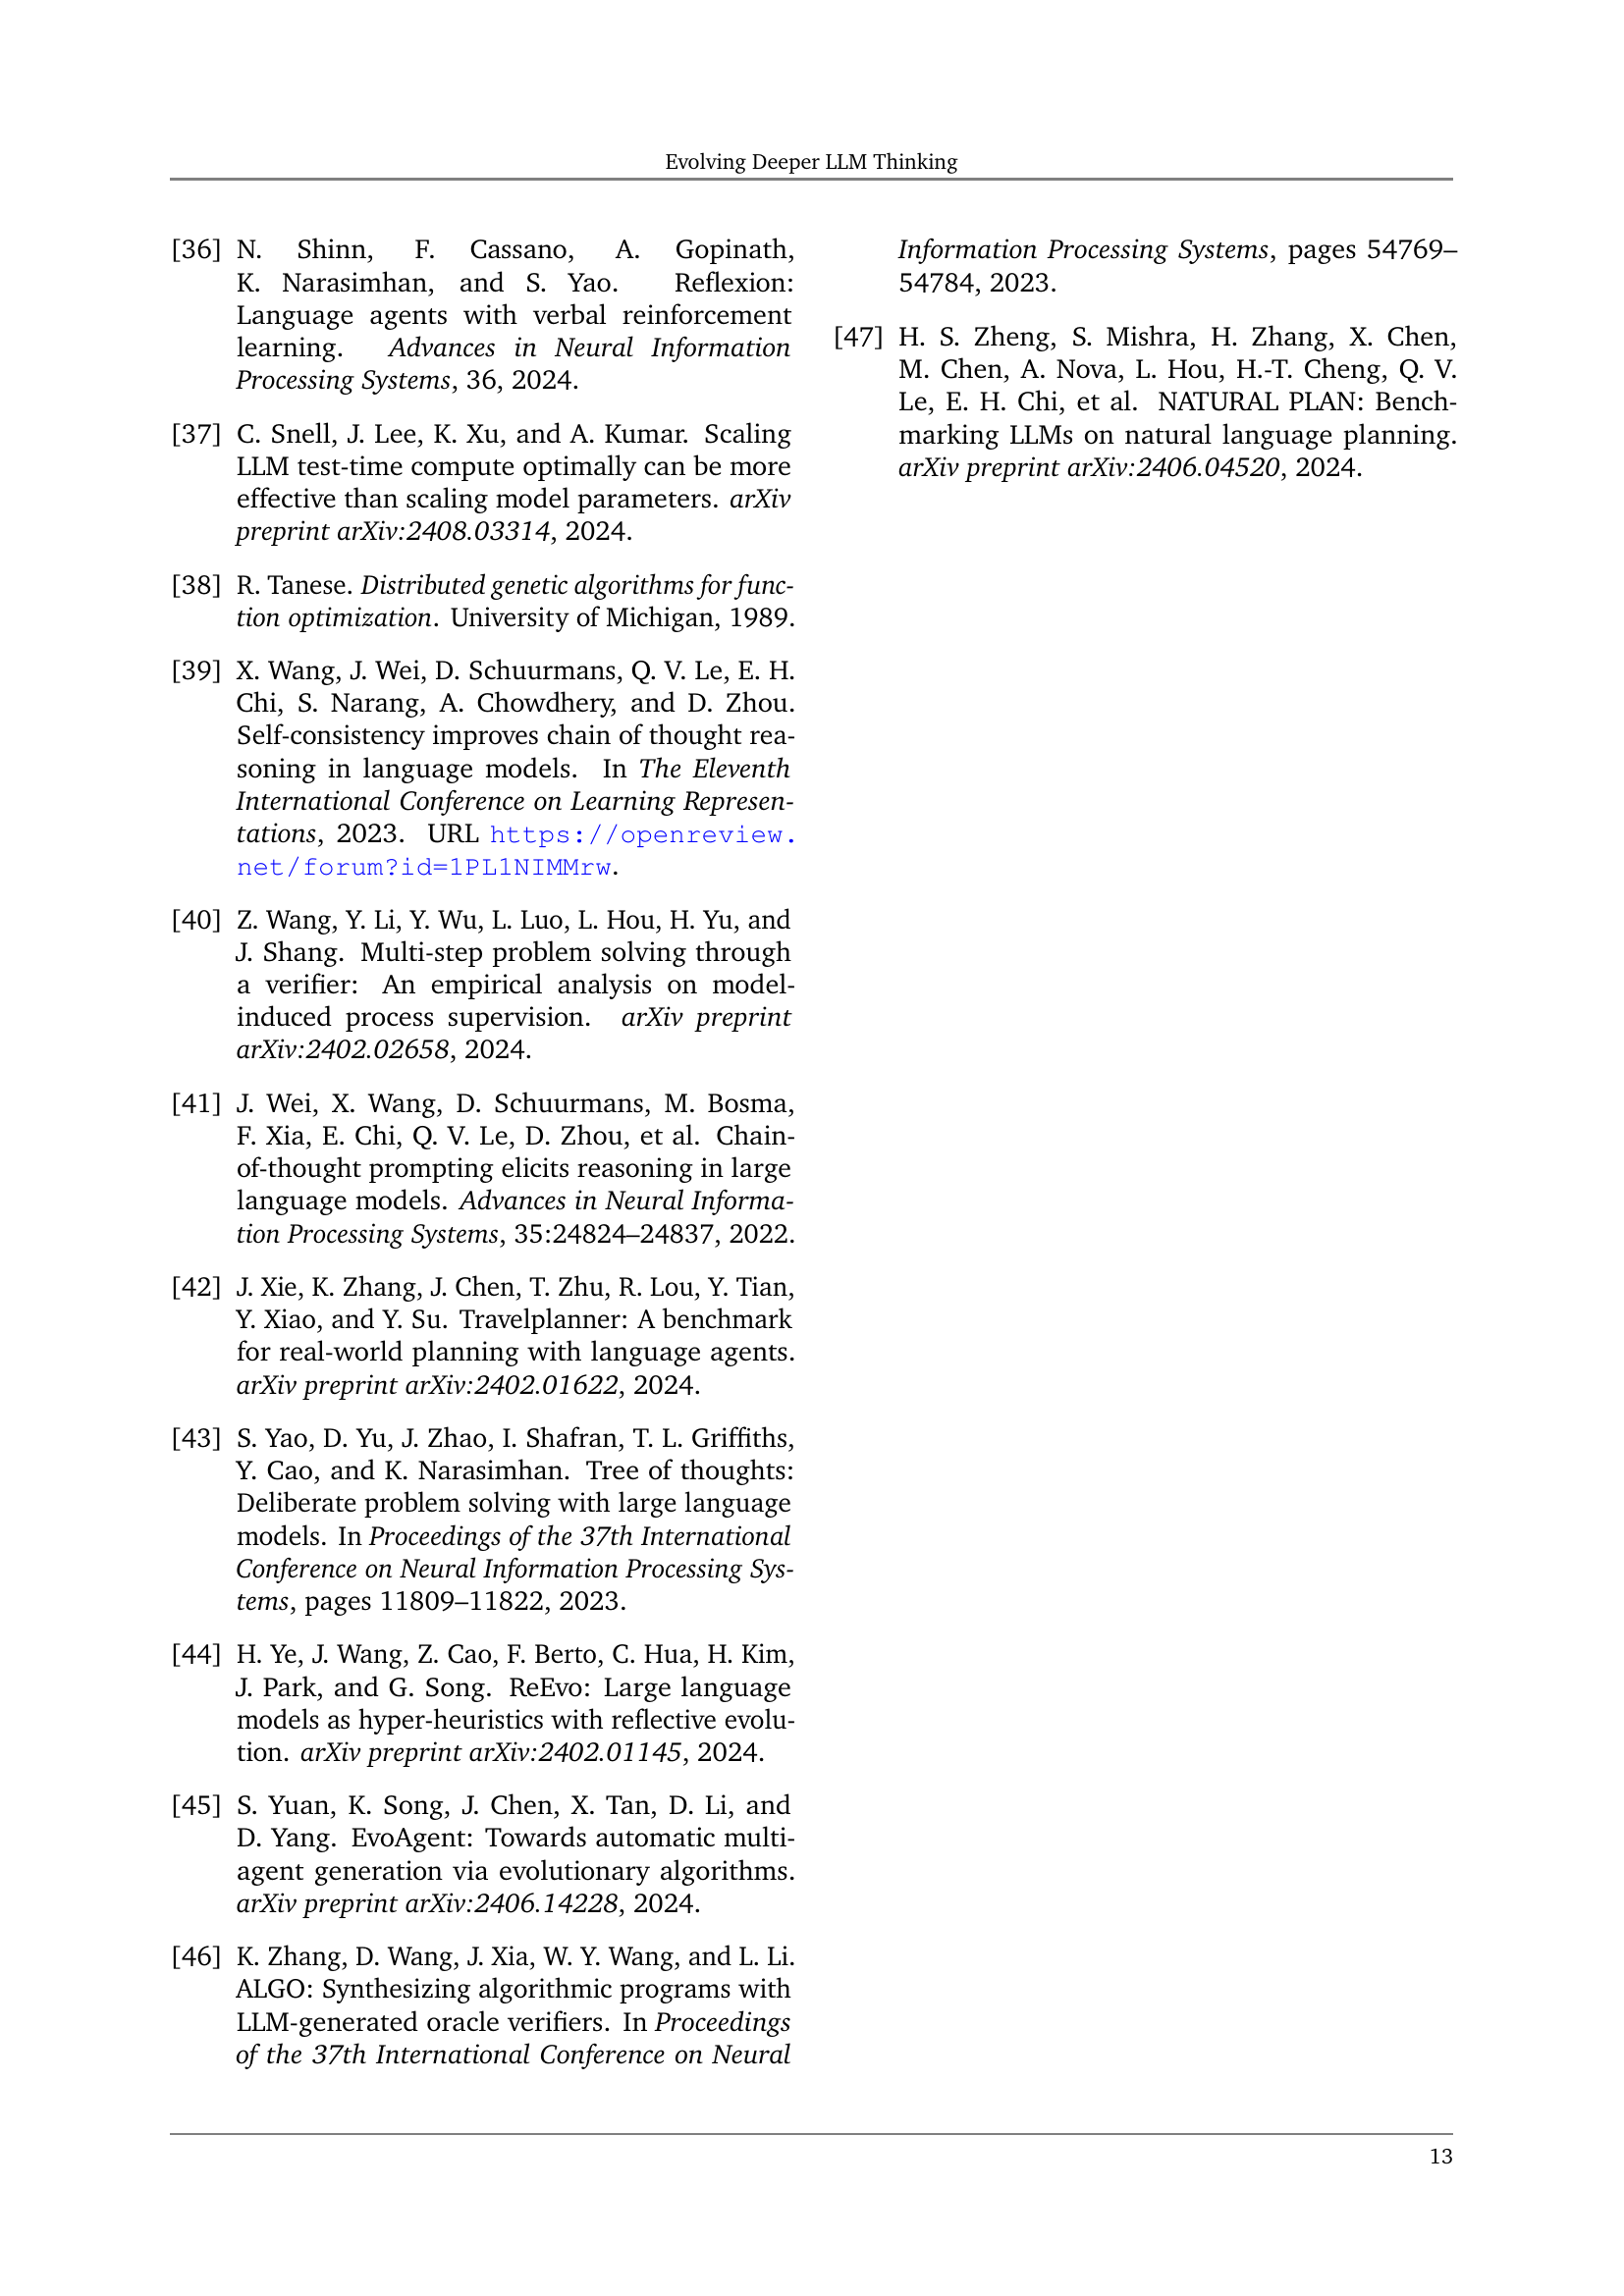 Evolving Deeper LLM Thinking
[36] N. Shinn, F. Cassano, A. Gopinath,
K. Narasimhan, and S. Yao. Reflexion:
Language agents with verbal reinforcement
learning. Advances in Neural Information
Processing Systems, 36, 2024.
[37] C. Snell, J. Lee, K. Xu, and A. Kumar. Scaling
LLM test-time compute optimally can be more
effective than scaling model parameters. arXiv
preprint arXiv:2408.03314, 2024.
[38] R. Tanese. Distributed genetic algorithms for func-
tion optimization. University of Michigan, 1989.
[39] X. Wang, J. Wei, D. Schuurmans, Q. V. Le, E. H.
Chi, S. Narang, A. Chowdhery, and D. Zhou.
Self-consistency improves chain of thought rea-
soning in language models. In The Eleventh
International Conference on Learning Represen-
tations, 2023. URL https://openreview.
net/forum?id=1PL1NIMMrw.
[40] Z. Wang, Y. Li, Y. Wu, L. Luo, L. Hou, H. Yu, and
J. Shang. Multi-step problem solving through
a verifier: An empirical analysis on model-
induced process supervision. arXiv preprint
arXiv:2402.02658, 2024.
[41] J. Wei, X. Wang, D. Schuurmans, M. Bosma,
F. Xia, E. Chi, Q. V. Le, D. Zhou, et al. Chain-
of-thought prompting elicits reasoning in large
language models. Advances in Neural Informa-
tion Processing Systems, 35:24824–24837, 2022.
[42] J. Xie, K. Zhang, J. Chen, T. Zhu, R. Lou, Y. Tian,
Y. Xiao, and Y. Su. Travelplanner: A benchmark
for real-world planning with language agents.
arXiv preprint arXiv:2402.01622, 2024.
[43] S. Yao, D. Yu, J. Zhao, I. Shafran, T. L. Griffiths,
Y. Cao, and K. Narasimhan. Tree of thoughts:
Deliberate problem solving with large language
models. In Proceedings of the 37th International
Conference on Neural Information Processing Sys-
tems, pages 11809–11822, 2023.
[44] H. Ye, J. Wang, Z. Cao, F. Berto, C. Hua, H. Kim,
J. Park, and G. Song. ReEvo: Large language
models as hyper-heuristics with reflective evolu-
tion. arXiv preprint arXiv:2402.01145, 2024.
[45] S. Yuan, K. Song, J. Chen, X. Tan, D. Li, and
D. Yang. EvoAgent: Towards automatic multi-
agent generation via evolutionary algorithms.
arXiv preprint arXiv:2406.14228, 2024.
[46] K. Zhang, D. Wang, J. Xia, W. Y. Wang, and L. Li.
ALGO: Synthesizing algorithmic programs with
LLM-generated oracle verifiers. In Proceedings
of the 37th International Conference on Neural
Information Processing Systems, pages 54769–
54784, 2023.
[47] H. S. Zheng, S. Mishra, H. Zhang, X. Chen,
M. Chen, A. Nova, L. Hou, H.-T. Cheng, Q. V.
Le, E. H. Chi, et al. NATURAL PLAN: Bench-
marking LLMs on natural language planning.
arXiv preprint arXiv:2406.04520, 2024.
13